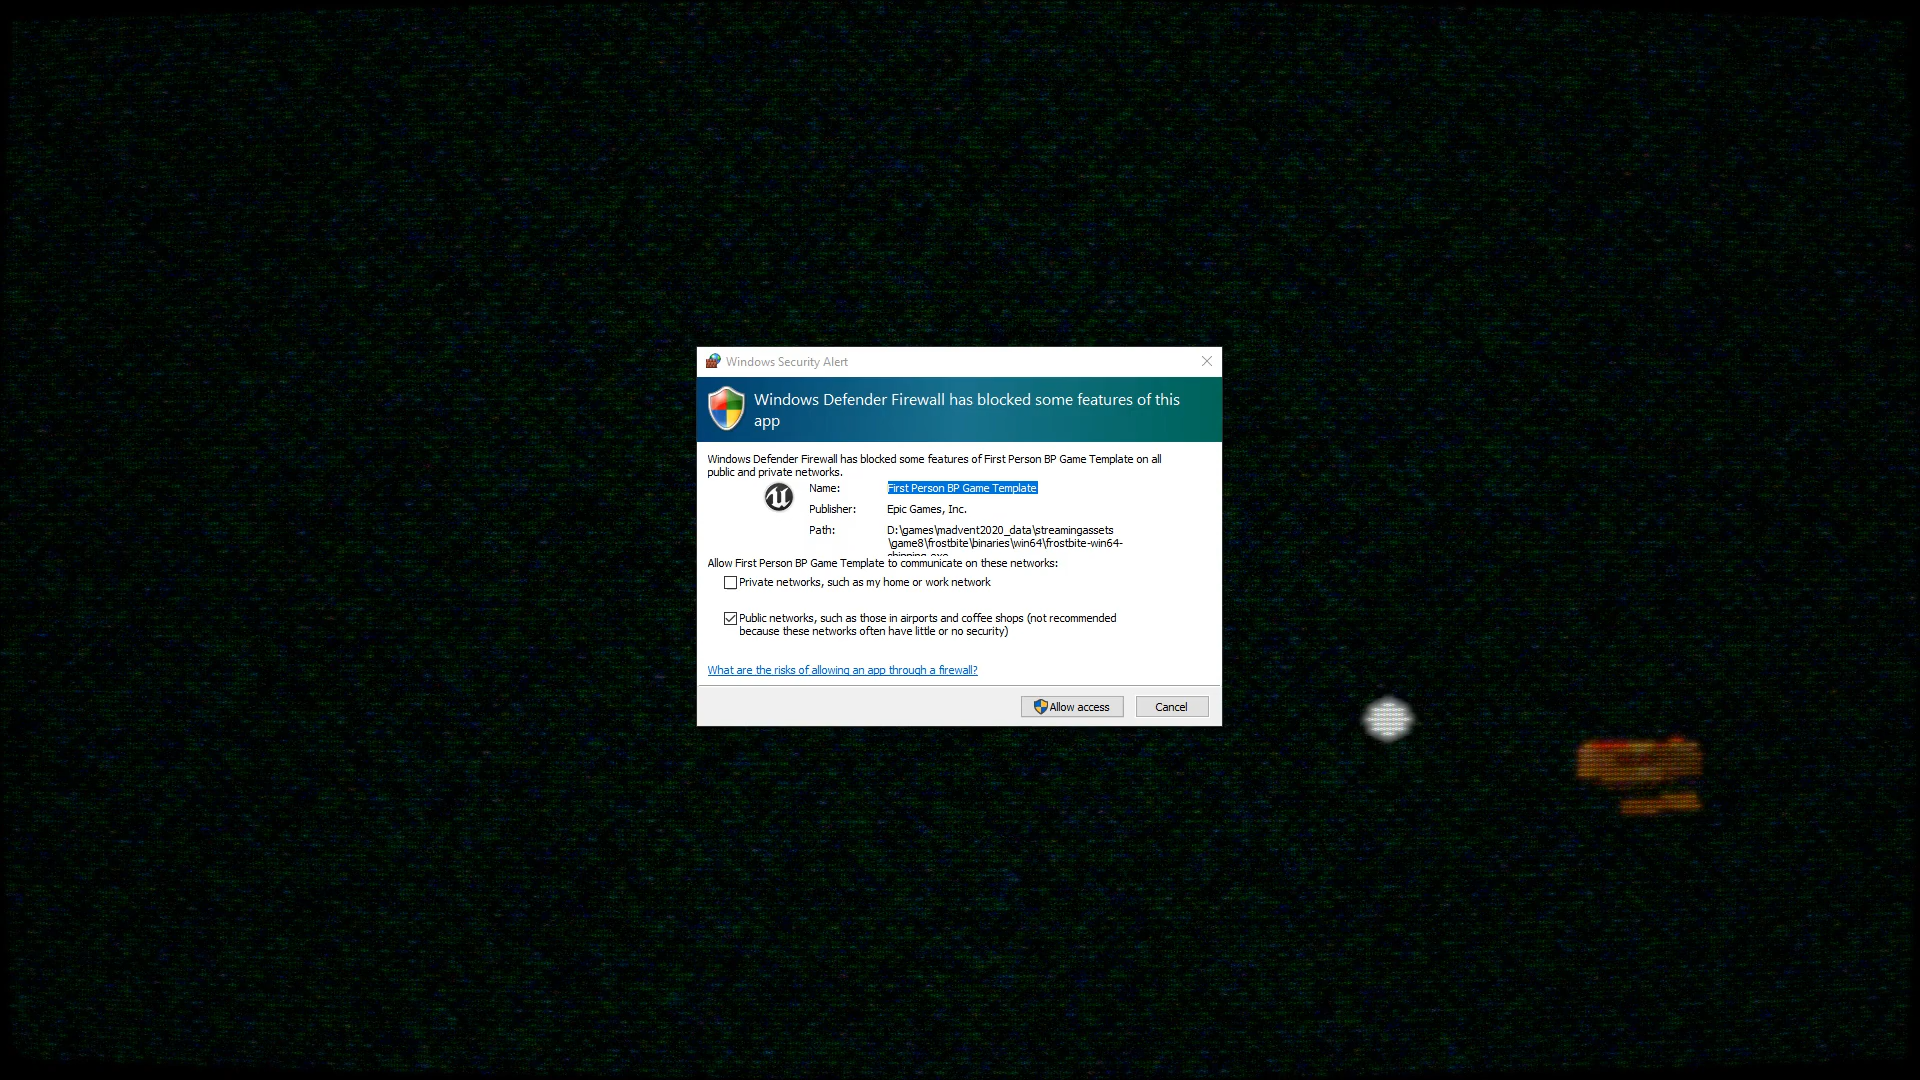 Windows Security Alert
Windows Defender Firewall has blocked some features of this
app
Windows Defender Firewall has blocked some features of First Person BP Game Template on all
public and private networks.
Name: First Person BP Game Template
Publisher: Epic Games, Inc.
Path: D:\games\madvent2020_data\streamingassets
\game8\frostbite\binaries\win64\frostbite-win64-
shipping.exe
Allow First Person BP Game Template to communicate on these networks:
Private networks, such as my home or work network
Public networks, such as those in airports and coffee shops (not recommended
because these networks often have little or no security)
What are the risks of allowing an app through a firewall?
Allow access Cancel